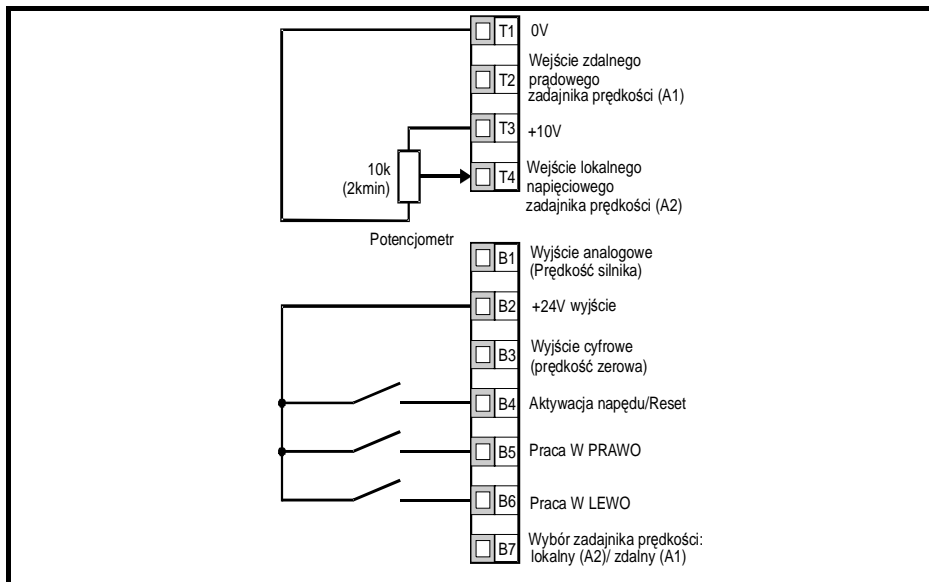 T1 0V
T2 Wejście zdalnego
prądowego
zadajnika prędkości (A1)
T3 +10V
10k
(2kmin)
T4 Wejście lokalnego
napięciowego
zadajnika prędkości (A2)
Potencjometr
B1 Wyjście analogowe
(Prędkość silnika)
B2 +24V wyjście
B3 Wyjście cyfrowe
(prędkość zerowa)
B4 Aktywacja napędu/Reset
B5 Praca W PRAWO
B6 Praca W LEWO
B7 Wybór zadajnika prędkości:
lokalny (A2)/ zdalny (A1)